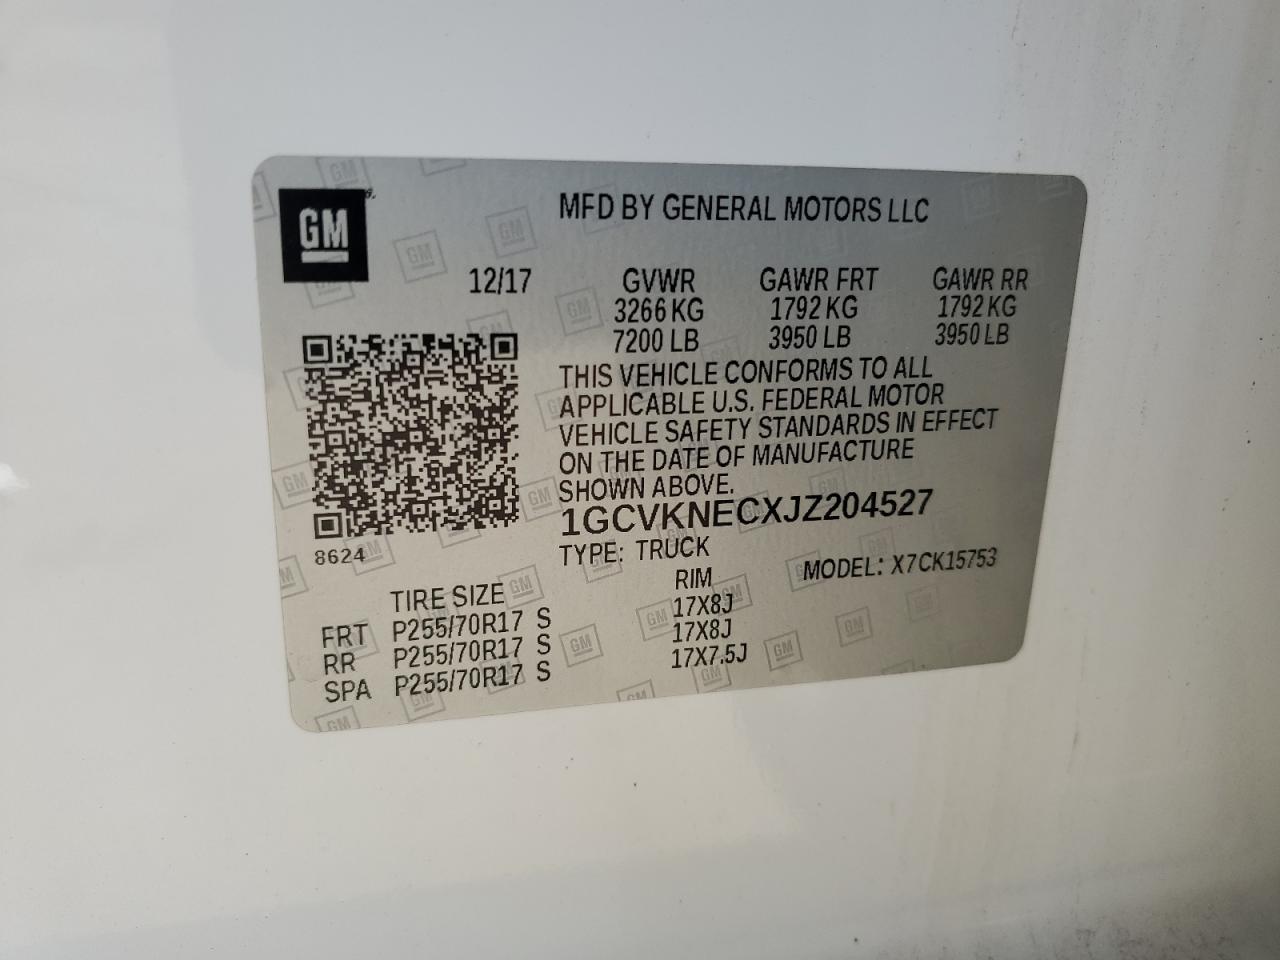 GM
MFD BY GENERAL MOTORS LLC
12/17 GVWR GAWR FRT GAWR RR
3266 KG 1792 KG 1792 KG
7200 LB 3950 LB 3950 LB
THIS VEHICLE CONFORMS TO ALL
APPLICABLE U.S. FEDERAL MOTOR
VEHICLE SAFETY STANDARDS IN EFFECT
ON THE DATE OF MANUFACTURE
SHOWN ABOVE.
1GCVKNECXJZ204527
8624
TYPE: TRUCK MODEL: X7CK15753
TIRE SIZE RIM
FRT P255/70R17 S 17X8J
RR P255/70R17 S 17X8J
SPA P255/70R17 S 17X7.5J